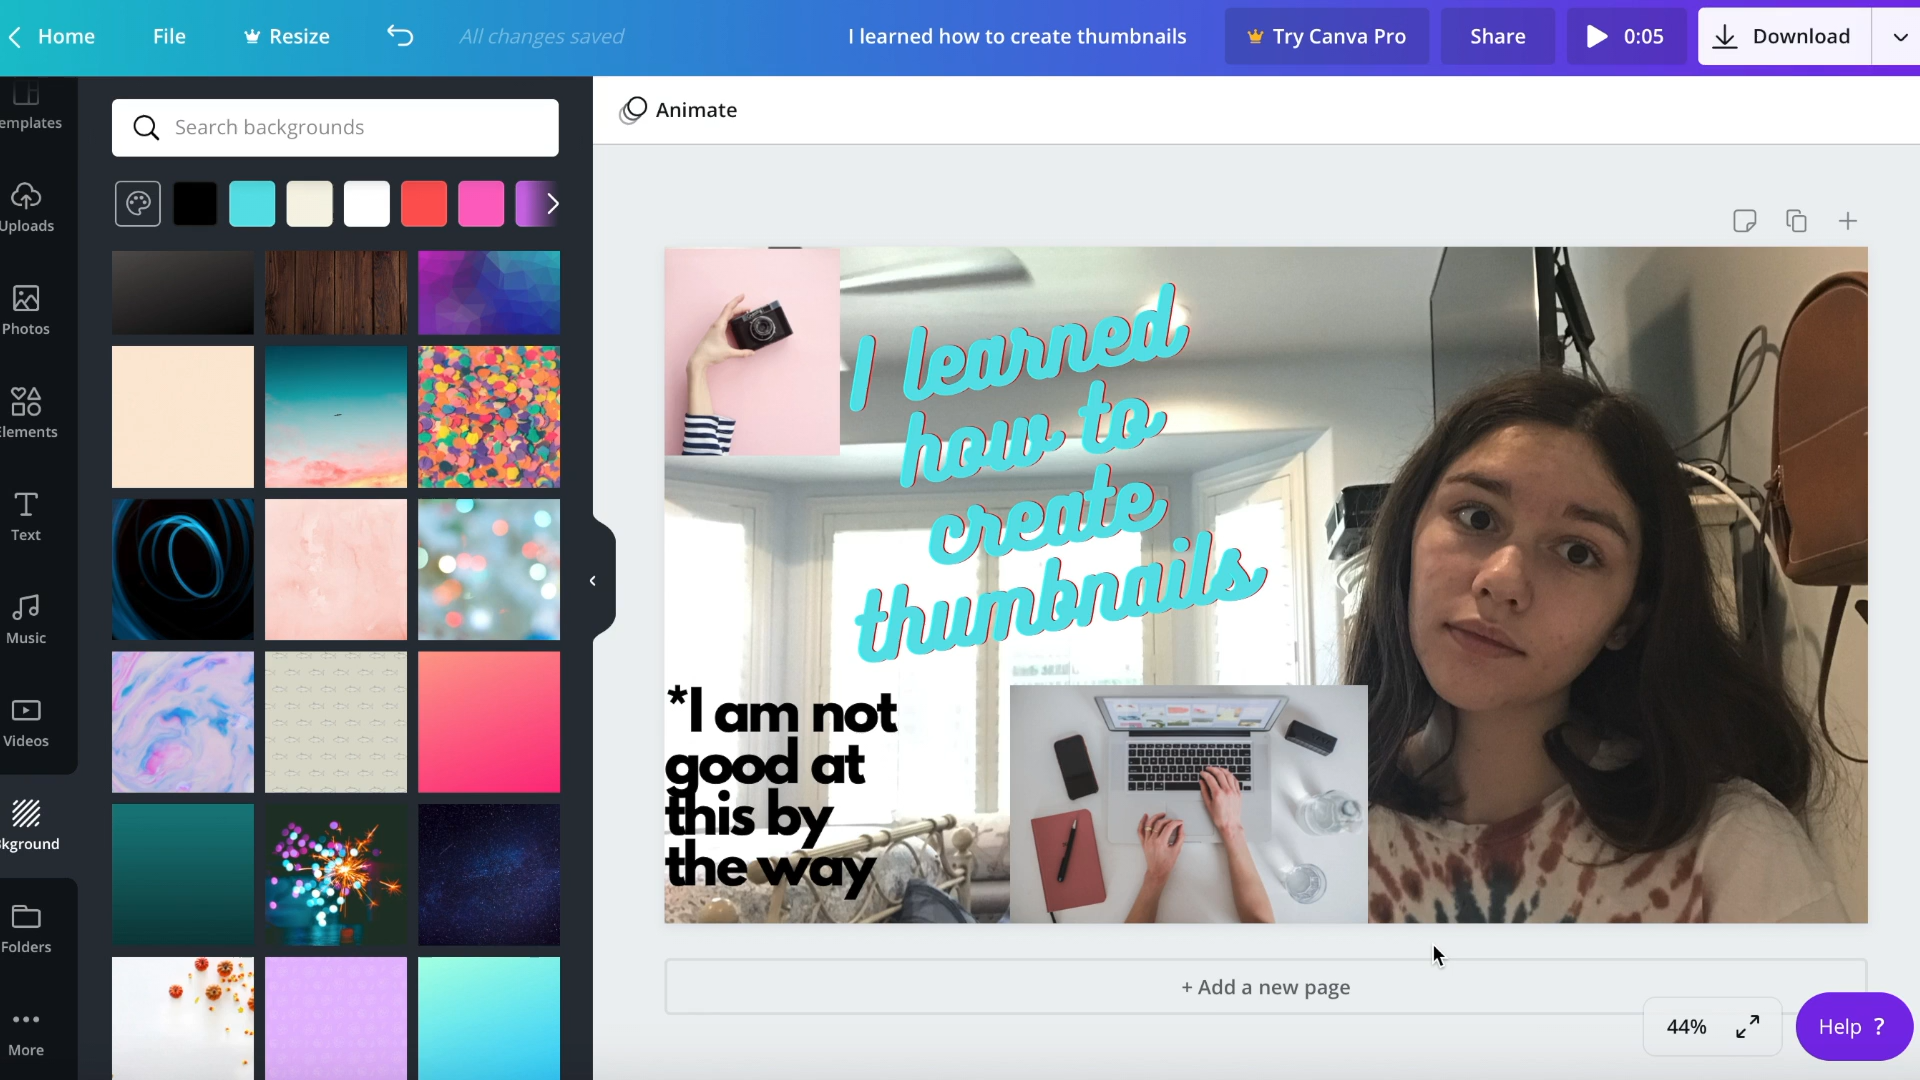 Home
File
Resize
All changes saved
I learned how to create thumbnails
Try Canva Pro
Share
0:05
Download
emplates
Uploads
Photos
Elements
Text
Music
Videos
kground
Folders
More
Search backgrounds
Animate
I learned
how to
create
thumbnails
*I am not
good at
this by
the way
+ Add a new page
44%
Help ?